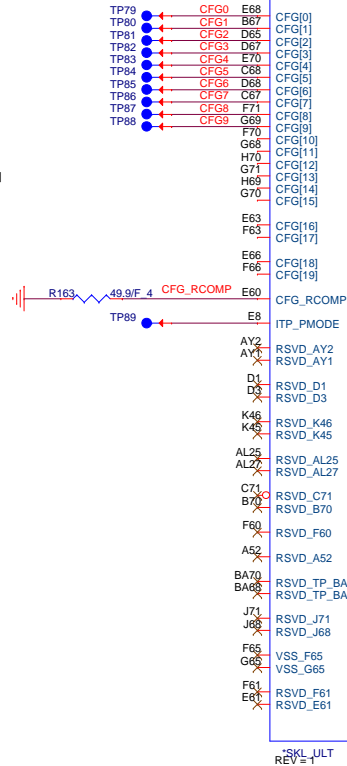 TP79 CFG0 E68 CFG[0]
TP80 CFG1 B67 CFG[1]
TP81 CFG2 D65 CFG[2]
TP82 CFG3 D67 CFG[3]
TP83 CFG4 E70 CFG[4]
TP84 CFG5 C68 CFG[5]
TP85 CFG6 D68 CFG[6]
TP86 CFG7 C67 CFG[7]
TP87 CFG8 F71 CFG[8]
TP88 CFG9 G69 CFG[9]
F70 CFG[10]
G68 CFG[11]
H70 CFG[12]
G71 CFG[13]
H69 CFG[14]
G70 CFG[15]
E63 CFG[16]
F63 CFG[17]
E66 CFG[18]
F66 CFG[19]
R163 49.9/F_4 CFG_RCOMP E60 CFG_RCOMP
TP89 E8 ITP_PMODE
AY2 RSVD_AY2
AY1 RSVD_AY1
D1 RSVD_D1
D3 RSVD_D3
K46 RSVD_K46
K45 RSVD_K45
AL25 RSVD_AL25
AL27 RSVD_AL27
C71 RSVD_C71
B70 RSVD_B70
F60 RSVD_F60
A52 RSVD_A52
BA70 RSVD_TP_BA
BA68 RSVD_TP_BA
J71 RSVD_J71
J68 RSVD_J68
F65 VSS_F65
G65 VSS_G65
F61 RSVD_F61
E61 RSVD_E61
*SKL_ULT
REV = 1